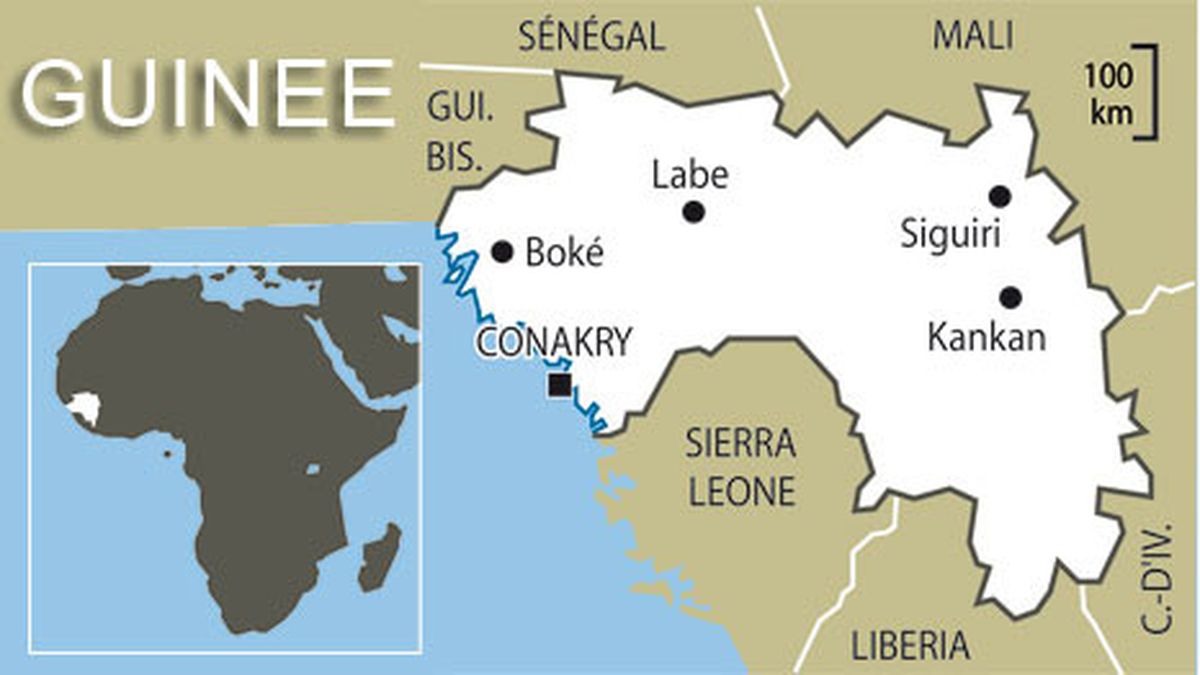 GUINEE
SÉNÉGAL
MALI
100
km
GUI.
BIS.
Labe
Siguiri
Boké
Kankan
CONAKRY
SIERRA
LEONE
C.-D'IV.
LIBERIA